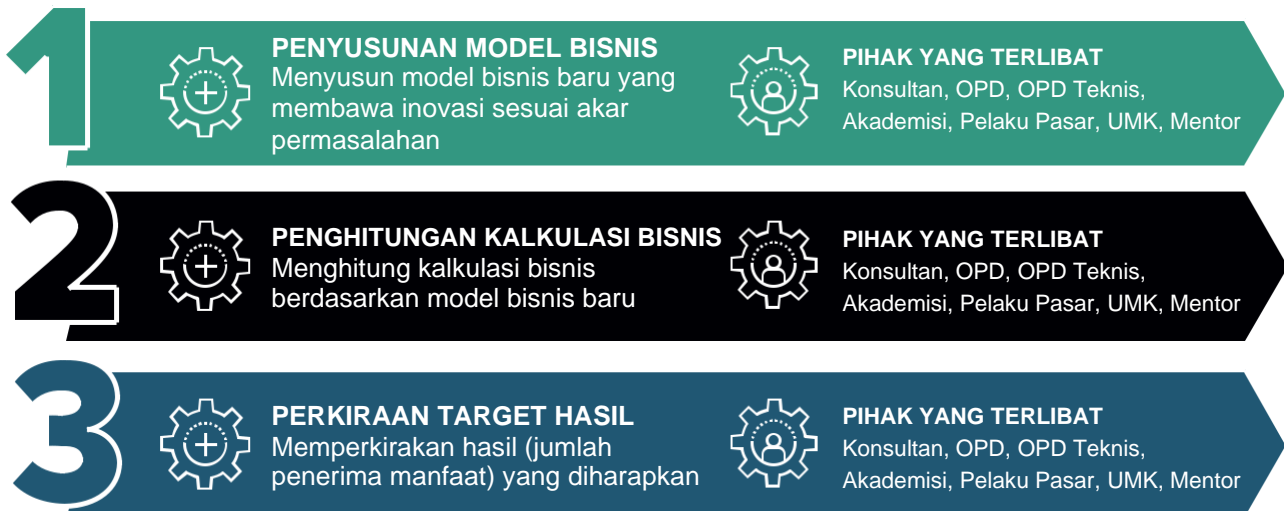 1
PENYUSUNAN MODEL BISNIS
Menyusun model bisnis baru yang
membawa inovasi sesuai akar
permasalahan
PIHAK YANG TERLIBAT
Konsultan, OPD, OPD Teknis,
Akademisi, Pelaku Pasar, UMK, Mentor
2
PENGHITUNGAN KALKULASI BISNIS
Menghitung kalkulasi bisnis
berdasarkan model bisnis baru
PIHAK YANG TERLIBAT
Konsultan, OPD, OPD Teknis,
Akademisi, Pelaku Pasar, UMK, Mentor
3
PERKIRAAN TARGET HASIL
Memperkirakan hasil (jumlah
penerima manfaat) yang diharapkan
PIHAK YANG TERLIBAT
Konsultan, OPD, OPD Teknis,
Akademisi, Pelaku Pasar, UMK, Mentor